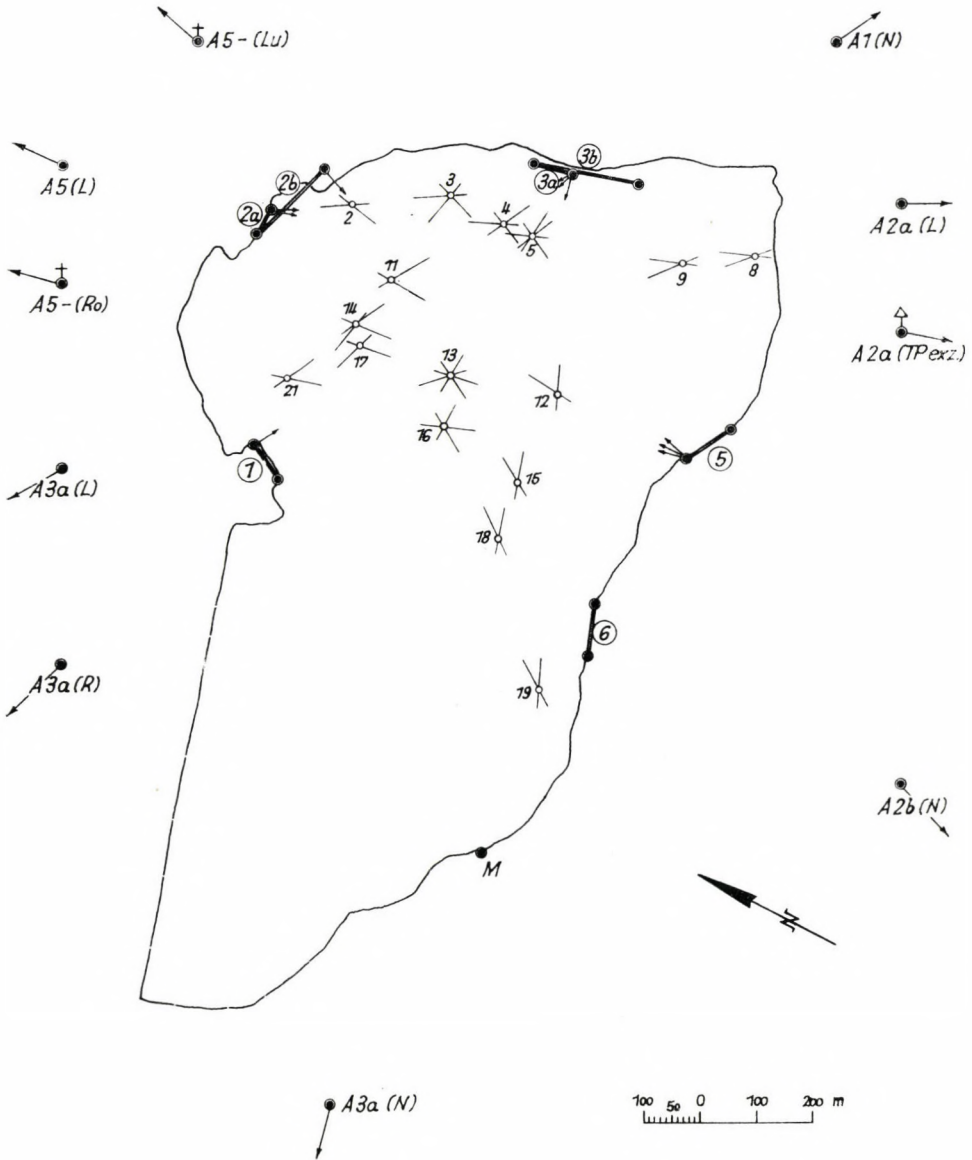 A5-(Lu)
A1(N)
A5(L)
2b
3
3b
3a
2a
2
4
5
A2a(L)
11
9
8
A5-(Ro)
14
A2a(TPexz.)
17
13
21
12
16
1
5
A3a(L)
15
18
6
A3a(R)
19
A2b(N)
M
N
A3a(N)
100 50 0 100 200 m